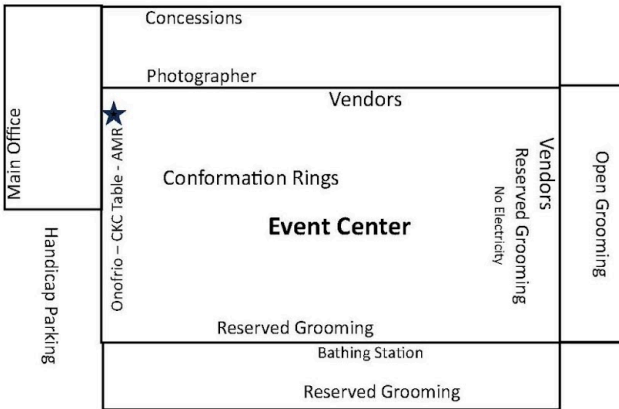 Concessions
Photographer
Vendors
Main Office
Onofrio – CKC Table - AMR
Conformation Rings
Event Center
Vendors
Reserved Grooming
No Electricity
Open Grooming
Handicap Parking
Reserved Grooming
Bathing Station
Reserved Grooming